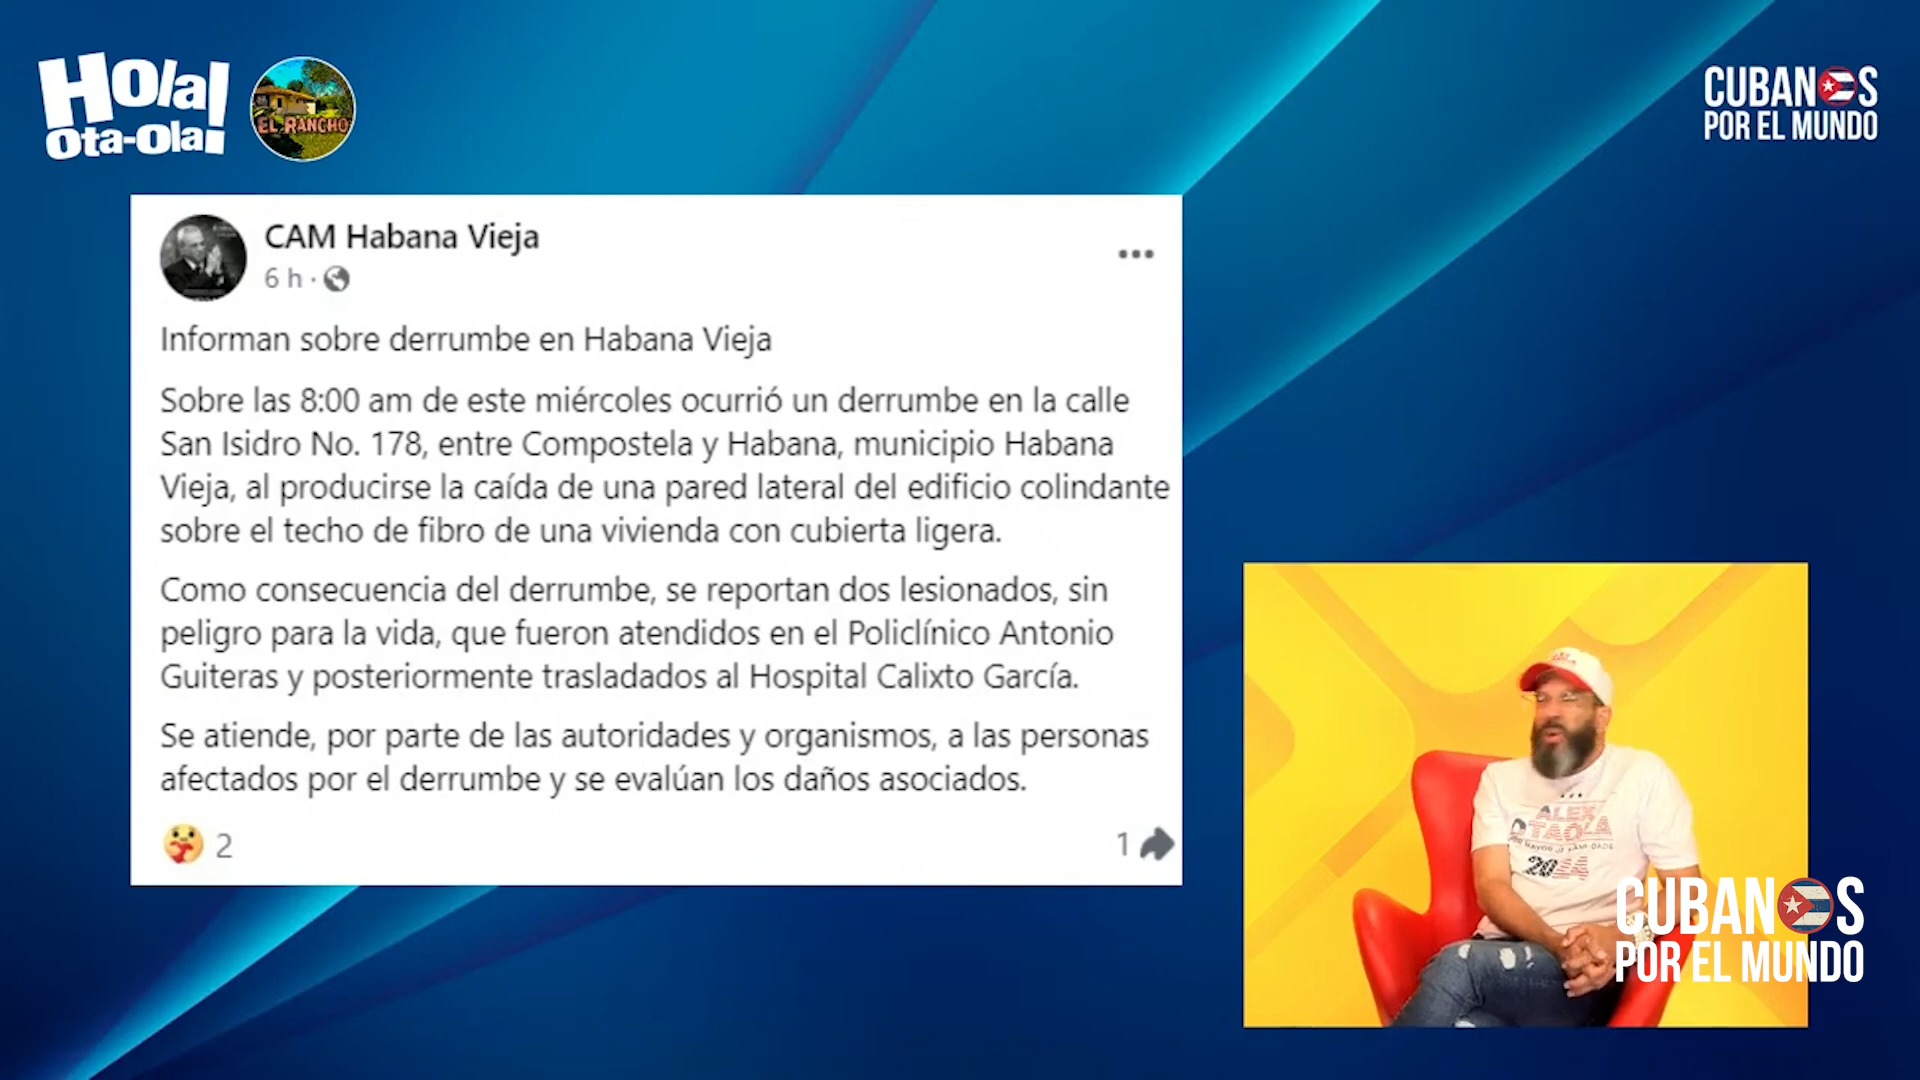 Hola!
Ota-Ola!
EL RANCHO
CUBANOS
POR EL MUNDO
CAM Habana Vieja
6 h ·
Informan sobre derrumbe en Habana Vieja
Sobre las 8:00 am de este miércoles ocurrió un derrumbe en la calle
San Isidro No. 178, entre Compostela y Habana, municipio Habana
Vieja, al producirse la caída de una pared lateral del edificio colindante
sobre el techo de fibro de una vivienda con cubierta ligera.
Como consecuencia del derrumbe, se reportan dos lesionados, sin
peligro para la vida, que fueron atendidos en el Policlínico Antonio
Guiteras y posteriormente trasladados al Hospital Calixto García.
Se atiende, por parte de las autoridades y organismos, a las personas
afectados por el derrumbe y se evalúan los daños asociados.
2
1
ALEX
OTAOLA
2024
CUBANOS
POR EL MUNDO